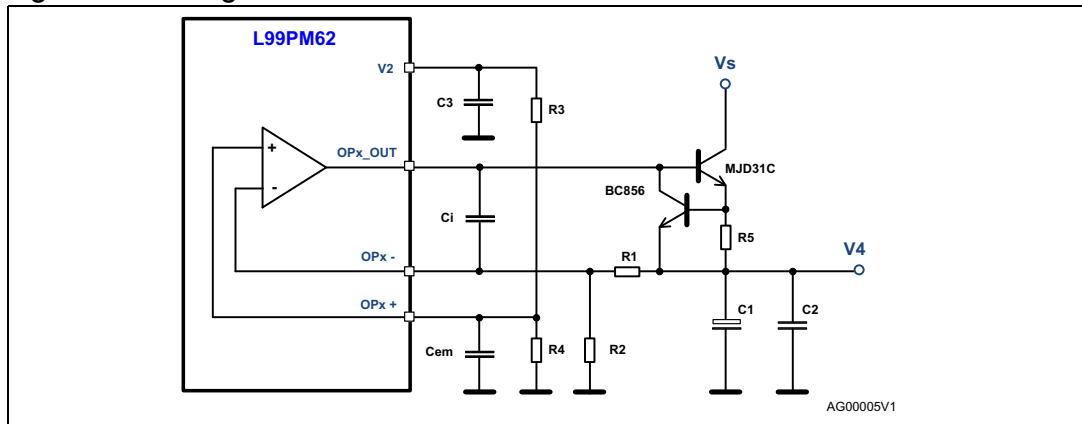 L99PM62
V2
Vs
C3
R3
OPx_OUT
MJD31C
BC856
Ci
R5
OPx -
R1
V4
OPx +
C1
C2
Cem
R4
R2
AG00005V1